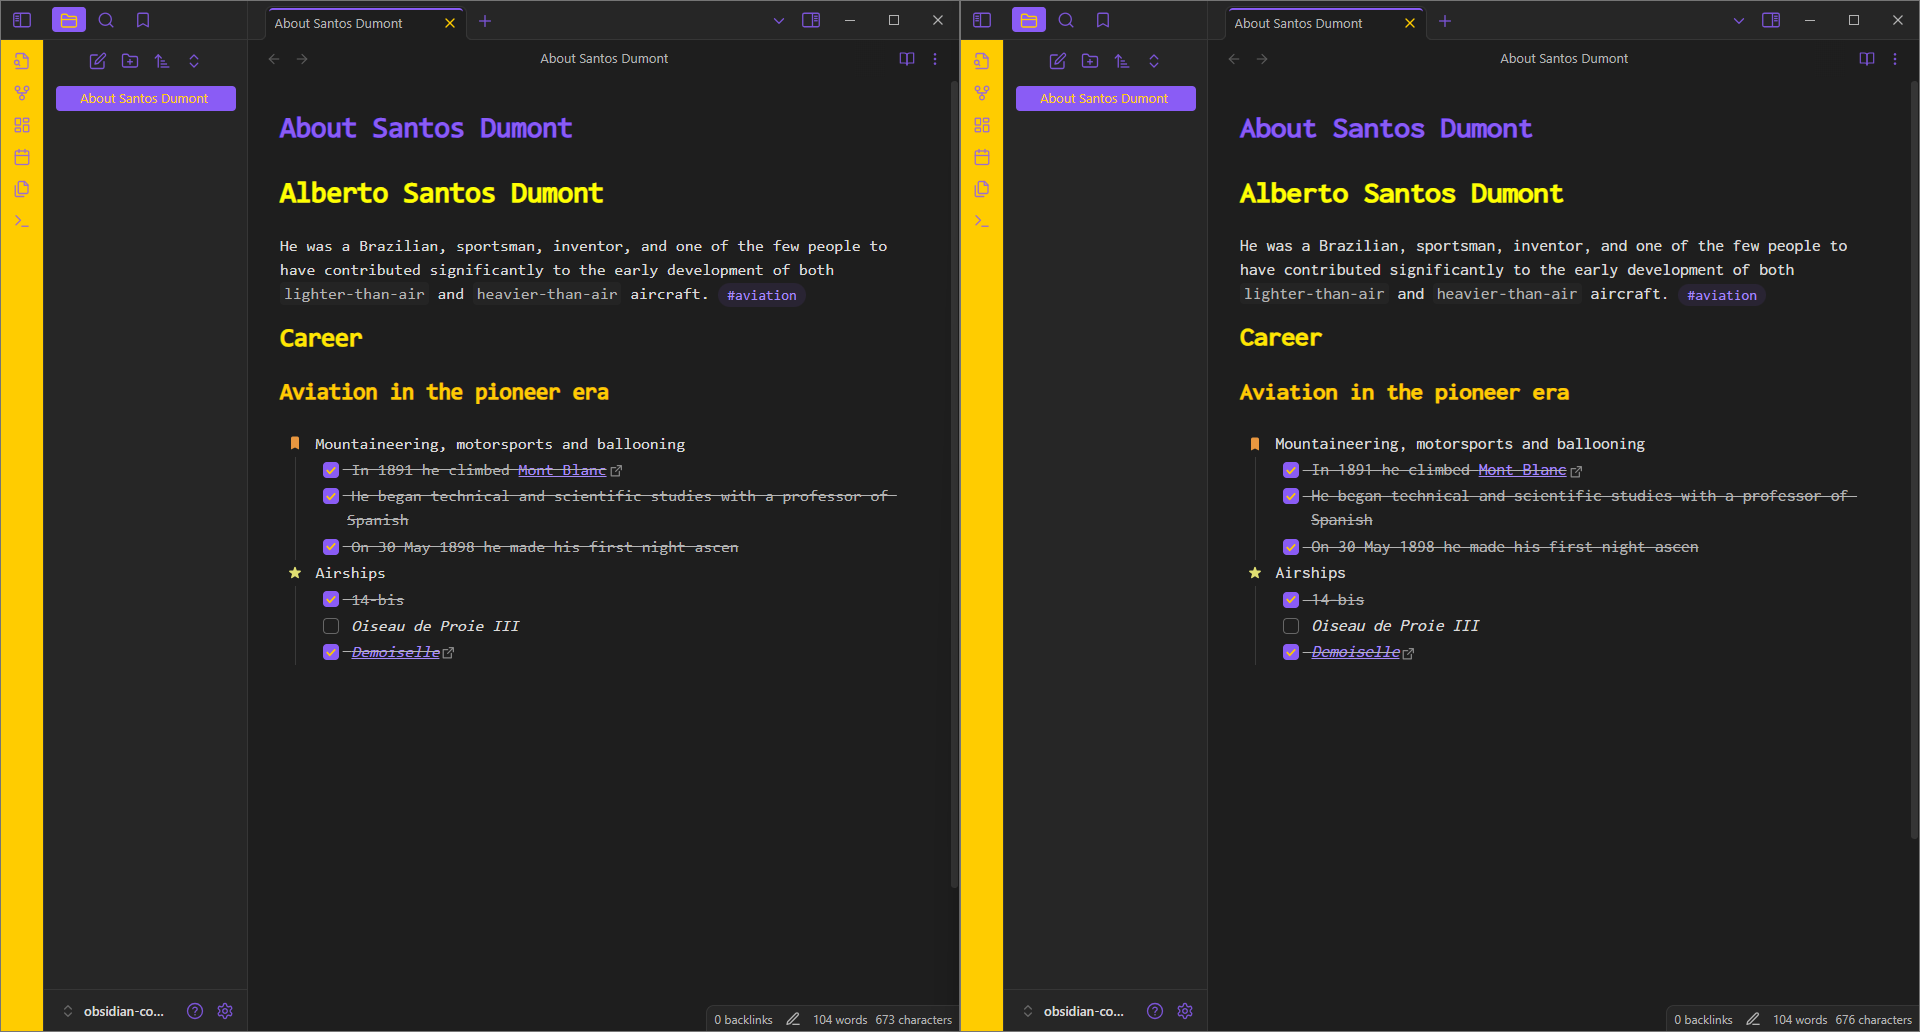 About Santos Dumont
About Santos Dumont
About Santos Dumont
About Santos Dumont
Alberto Santos Dumont
He was a Brazilian, sportsman, inventor, and one of the few people to
have contributed significantly to the early development of both
lighter-than-air and heavier-than-air aircraft. #aviation
Career
Aviation in the pioneer era
Mountaineering, motorsports and ballooning
In 1891 he climbed Mont Blanc
He began technical and scientific studies with a professor of
Spanish
On 30 May 1898 he made his first night ascen
Airships
14-bis
Oiseau de Proie III
Demoiselle
obsidian-co...
0 backlinks 104 words 673 characters
About Santos Dumont
About Santos Dumont
About Santos Dumont
About Santos Dumont
Alberto Santos Dumont
He was a Brazilian, sportsman, inventor, and one of the few people to
have contributed significantly to the early development of both
lighter-than-air and heavier-than-air aircraft. #aviation
Career
Aviation in the pioneer era
Mountaineering, motorsports and ballooning
In 1891 he climbed Mont Blanc
He began technical and scientific studies with a professor of
Spanish
On 30 May 1898 he made his first night ascen
Airships
14-bis
Oiseau de Proie III
Demoiselle
obsidian-co...
0 backlinks 104 words 676 characters